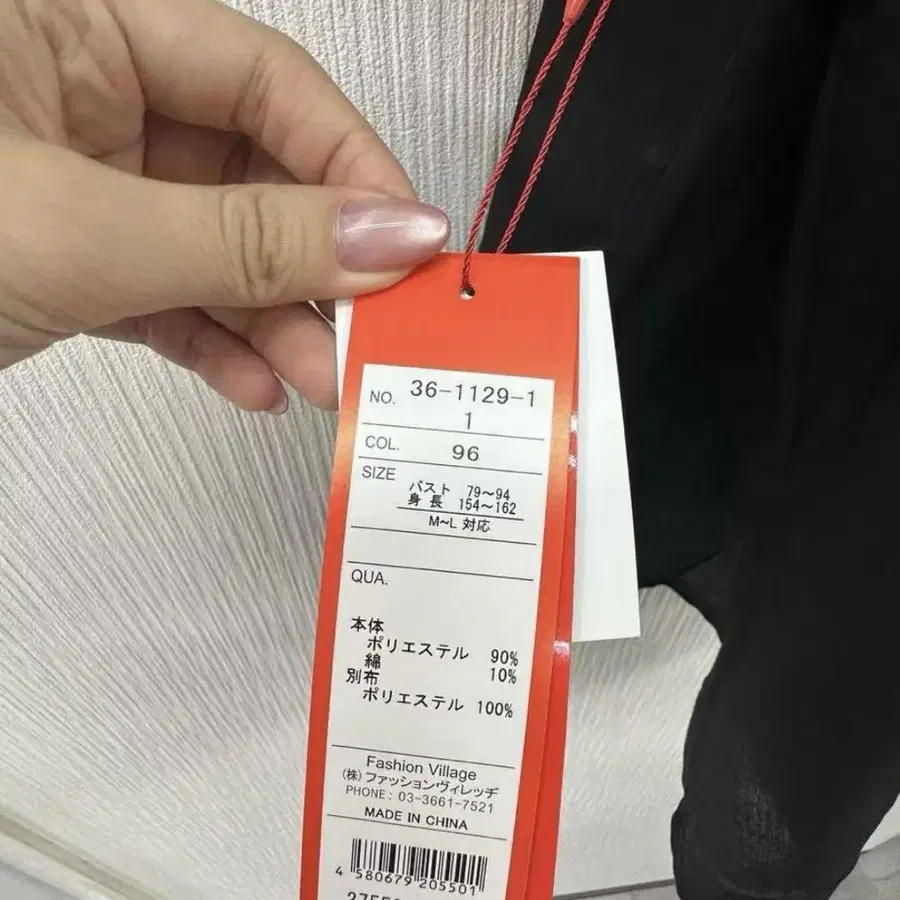 NO. 36-1129-1
1
COL. 96
SIZE
バスト 79〜94
身長 154〜162
M~L 対応
QUA.
本体
ポリエステル 90%
綿 10%
別布
ポリエステル 100%
Fashion Village
(株)ファッションヴィレッヂ
PHONE: 03-3661-7521
MADE IN CHINA
4 580679 205501